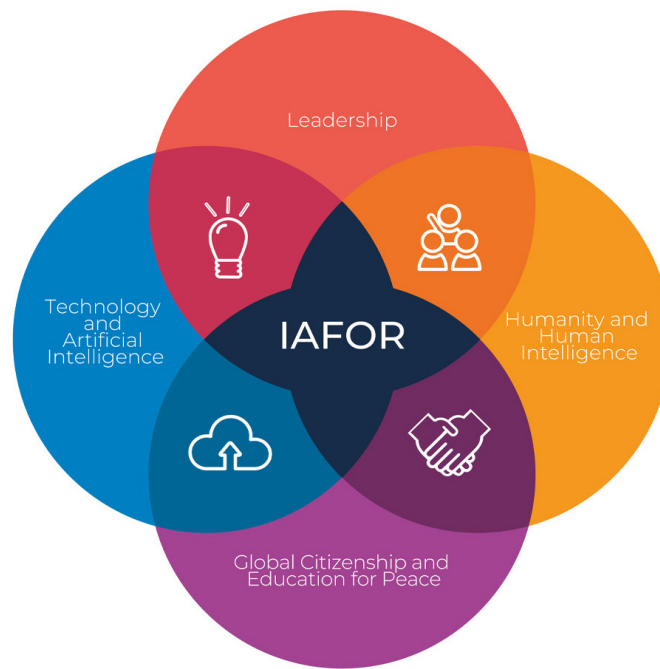 Leadership
Technology
and
Artificial
Intelligence
IAFOR
Humanity and
Human
Intelligence
Global Citizenship and
Education for Peace